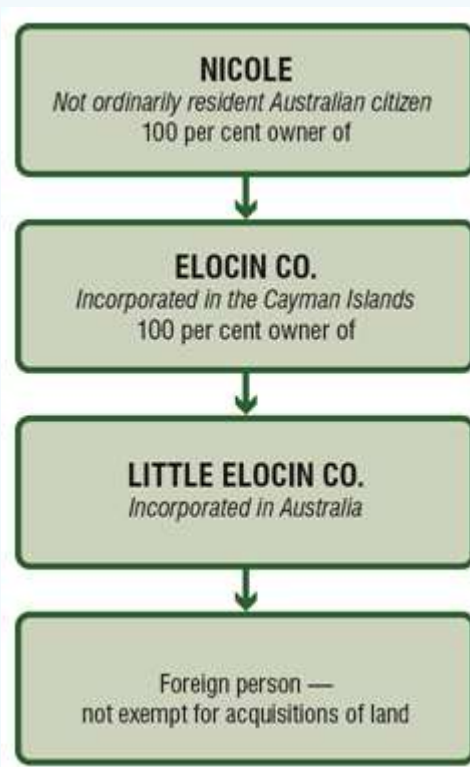 NICOLE
Not ordinarily resident Australian citizen
100 per cent owner of
ELOCIN CO.
Incorporated in the Cayman Islands
100 per cent owner of
LITTLE ELOCIN CO.
Incorporated in Australia
Foreign person —
not exempt for acquisitions of land